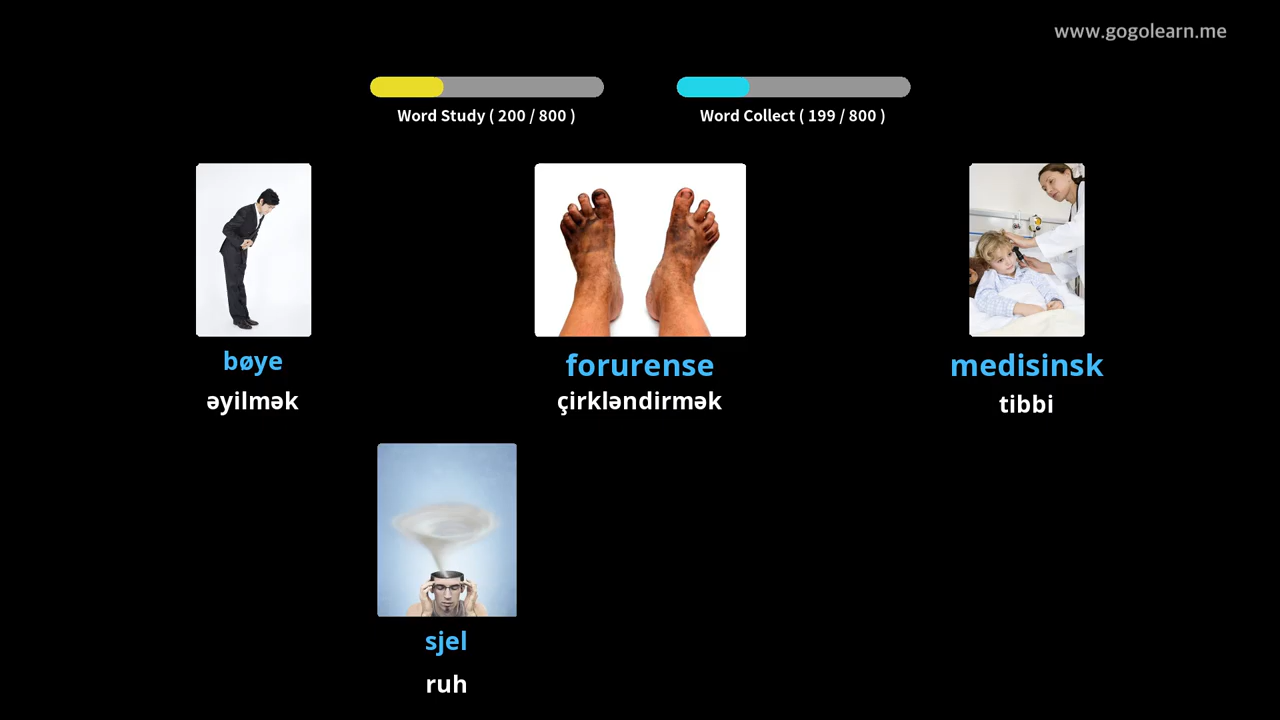 www.gogolearn.me
Word Study ( 200 / 800 )
Word Collect ( 199 / 800 )
bøye
forurense
medisinsk
əyilmək
çirkləndirmək
tibbi
sjel
ruh